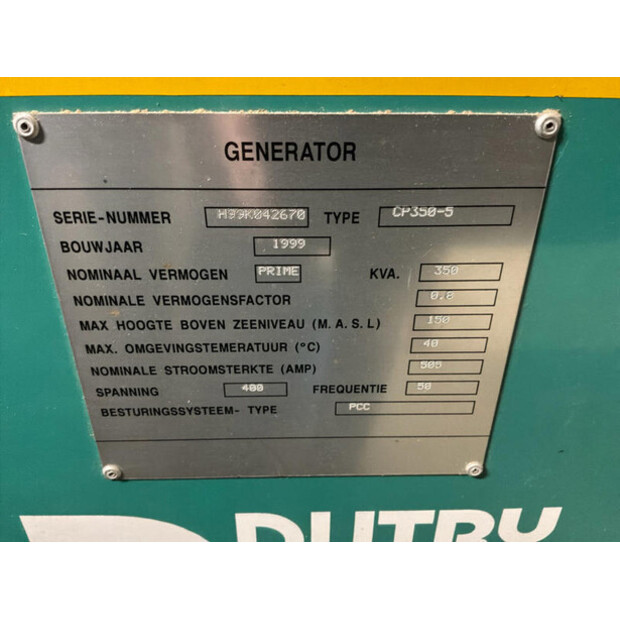 GENERATOR
SERIE-NUMMER H99K042670 TYPE CP350-5
BOUWJAAR 1999
NOMINAAL VERMOGEN PRIME KVA. 350
NOMINALE VERMOGENSFACTOR 0.8
MAX HOOGTE BOVEN ZEENIVEAU (M.A.S.L) 150
MAX. OMGEVINGSTEMERATUUR (°C) 40
NOMINALE STROOMSTERKTE (AMP) 505
SPANNING 400 FREQUENTIE 50
BESTURINGSSYSTEEM- TYPE PCC
DUTRY